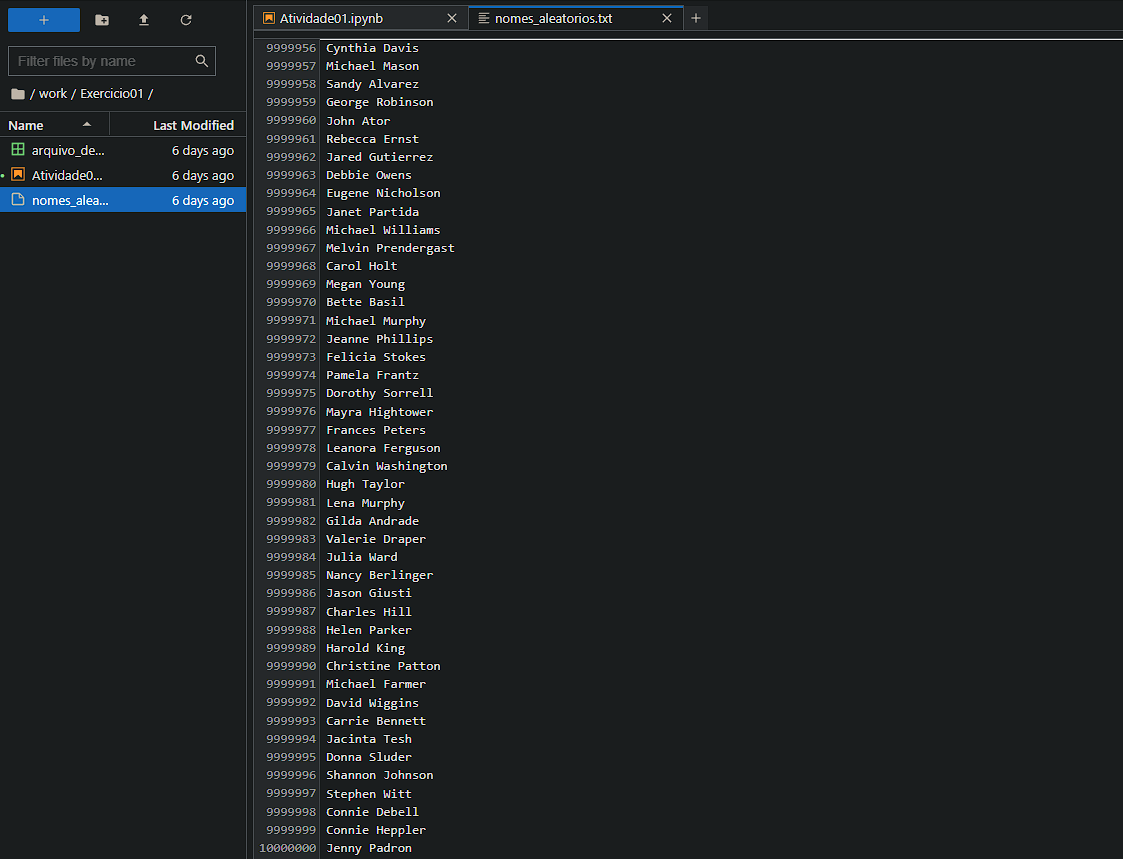 +
Filter files by name
/ work / Exercicio01 /
Name Last Modified
arquivo_de... 6 days ago
Atividade0... 6 days ago
nomes_alea... 6 days ago
Atividade01.ipynb
nomes_aleatorios.txt
+
9999956 Cynthia Davis
9999957 Michael Mason
9999958 Sandy Alvarez
9999959 George Robinson
9999960 John Ator
9999961 Rebecca Ernst
9999962 Jared Gutierrez
9999963 Debbie Owens
9999964 Eugene Nicholson
9999965 Janet Partida
9999966 Michael Williams
9999967 Melvin Prendergast
9999968 Carol Holt
9999969 Megan Young
9999970 Bette Basil
9999971 Michael Murphy
9999972 Jeanne Phillips
9999973 Felicia Stokes
9999974 Pamela Frantz
9999975 Dorothy Sorrell
9999976 Mayra Hightower
9999977 Frances Peters
9999978 Leanora Ferguson
9999979 Calvin Washington
9999980 Hugh Taylor
9999981 Lena Murphy
9999982 Gilda Andrade
9999983 Valerie Draper
9999984 Julia Ward
9999985 Nancy Berlinger
9999986 Jason Giusti
9999987 Charles Hill
9999988 Helen Parker
9999989 Harold King
9999990 Christine Patton
9999991 Michael Farmer
9999992 David Wiggins
9999993 Carrie Bennett
9999994 Jacinta Tesh
9999995 Donna Sluder
9999996 Shannon Johnson
9999997 Stephen Witt
9999998 Connie Debell
9999999 Connie Heppler
10000000 Jenny Padron